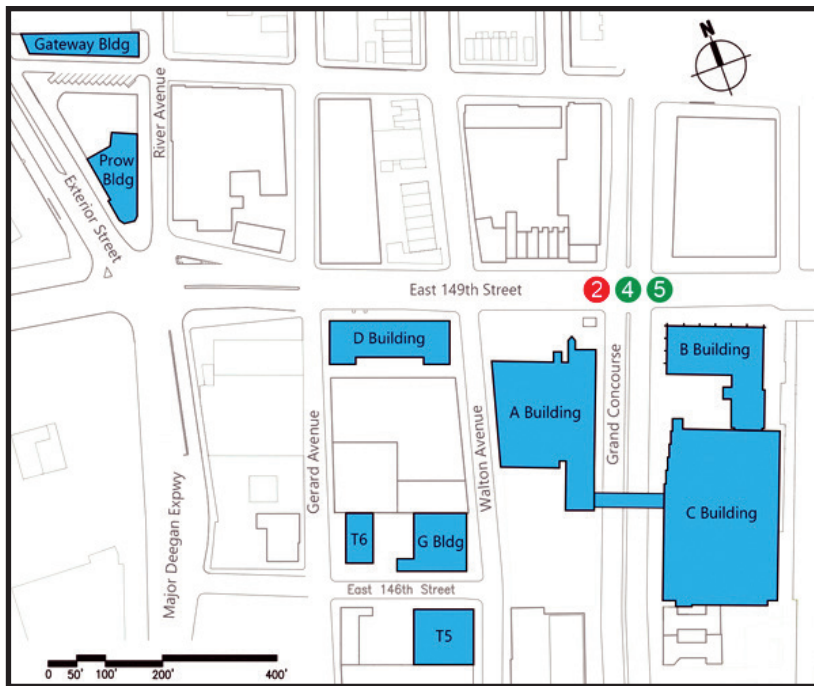 Gateway Bldg
N
River Avenue
Prow
Bldg
Exterior Street
East 149th Street
2
4
5
D Building
B Building
A Building
Grand Concourse
Gerard Avenue
Walton Avenue
C Building
Major Deegan Expwy
T6
G Bldg
East 146th Street
T5
0 50' 100' 200' 400'